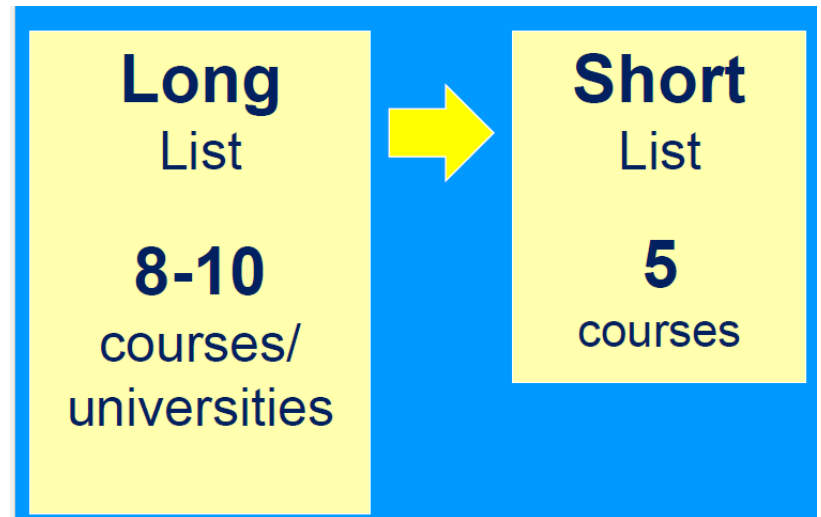 Long
List
8-10
courses/
universities
Short
List
5
courses